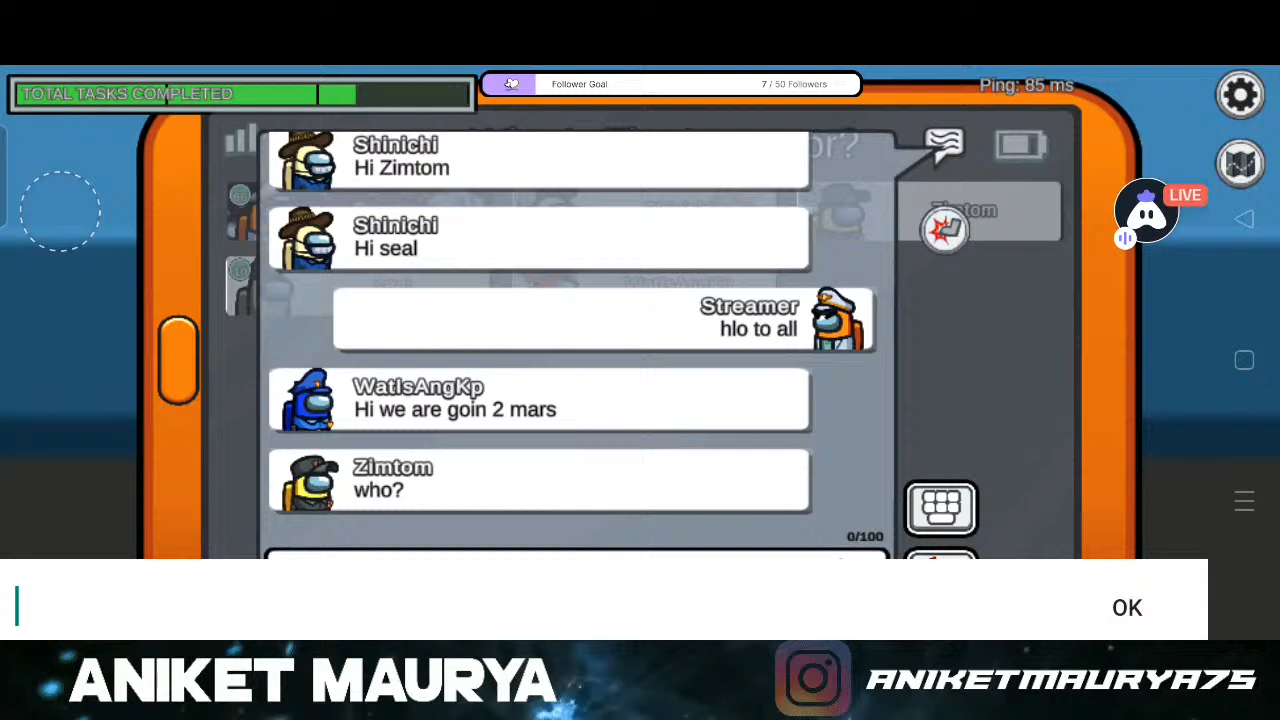 TOTAL TASKS COMPLETED
Follower Goal
7 / 50 Followers
Ping: 85 ms
or?
Shinichi
Hi Zimtom
LIVE
Shinichi
Hi seal
Streamer
hlo to all
WatIsAngKp
Hi we are goin 2 mars
Zimtom
who?
0/100
OK
ANIKET MAURYA
ANIKETMAURYA75